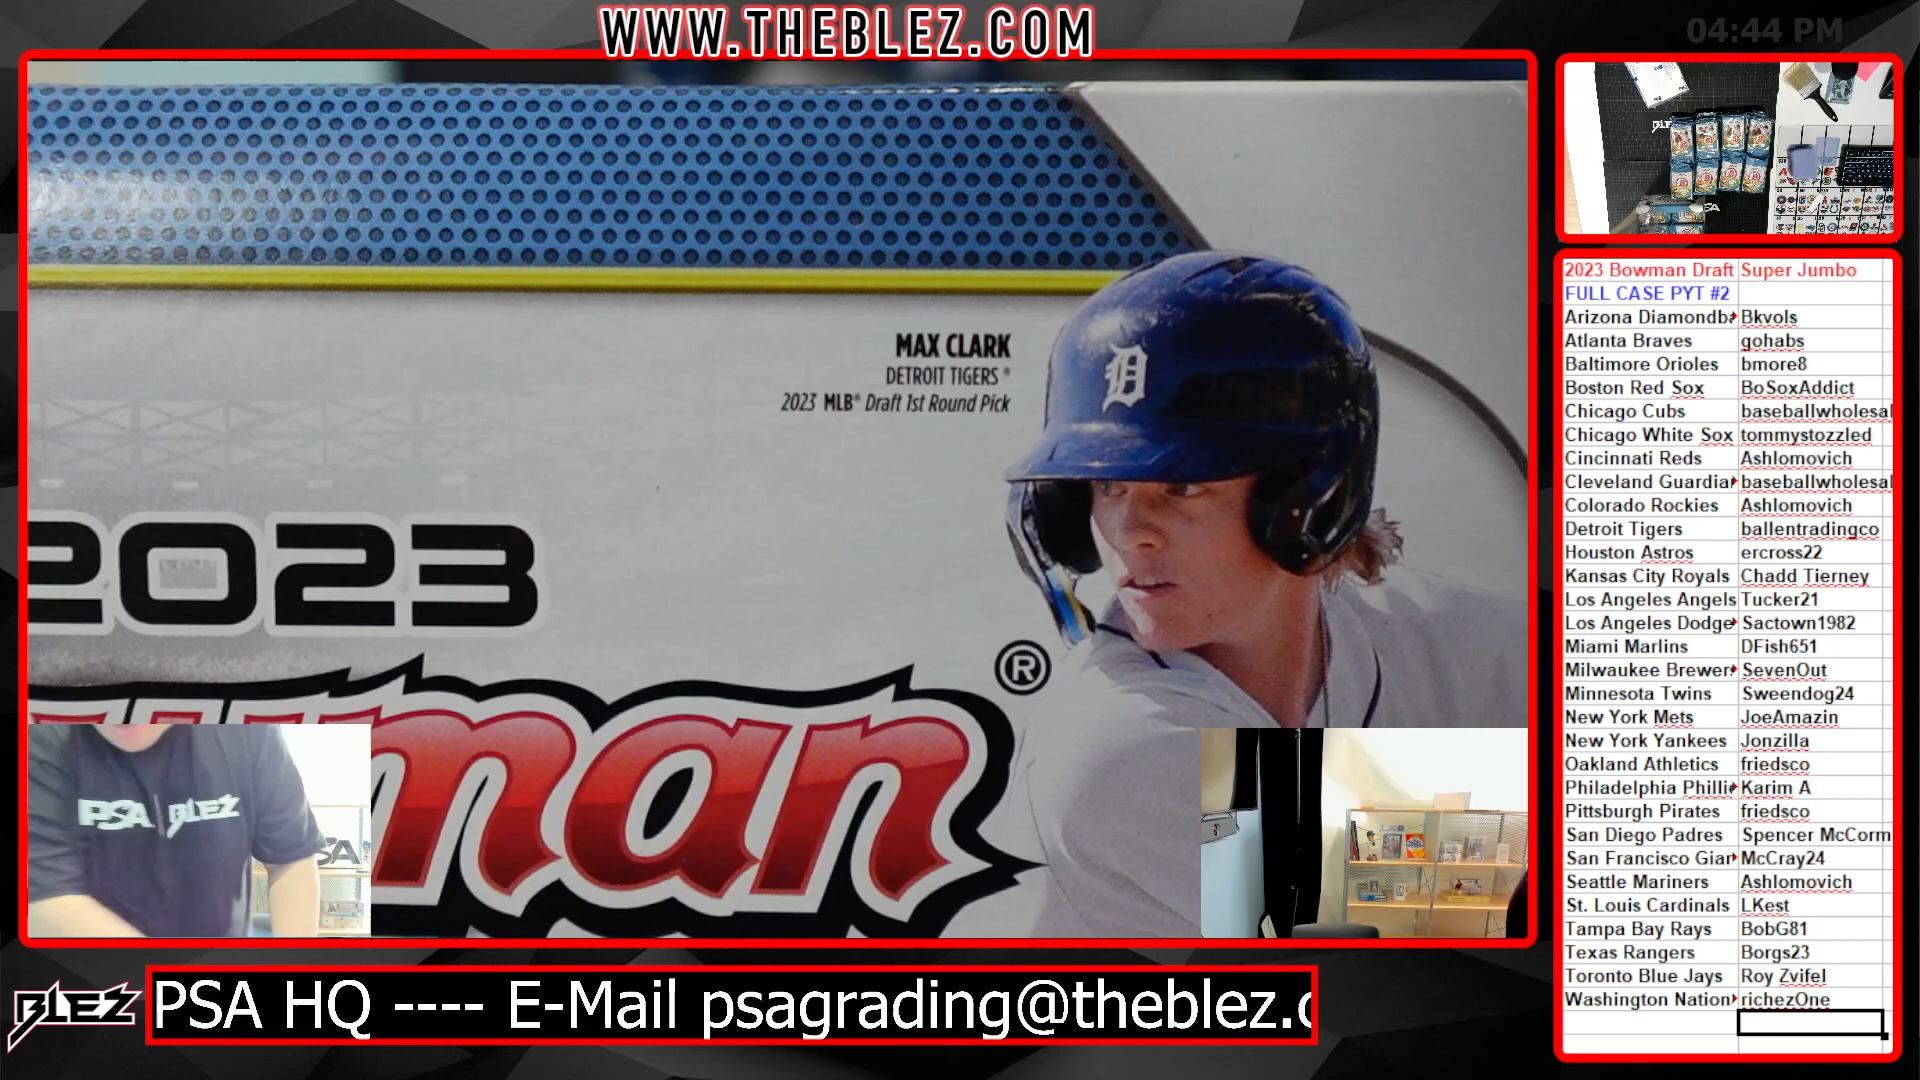 WWW.THEBLEZ.COM
04:44 PM
MAX CLARK
DETROIT TIGERS®
2023 MLB® Draft 1st Round Pick
2023
man®
PSA BLEZ
BLEZ
PSA HQ ---- E-Mail psagrading@theblez.c
2023 Bowman Draft Super Jumbo
FULL CASE PYT #2
Arizona Diamondba Bkvols
Atlanta Braves gohabs
Baltimore Orioles bmore8
Boston Red Sox BoSoxAddict
Chicago Cubs baseballwholesal
Chicago White Sox tommystozzled
Cincinnati Reds Ashlomovich
Cleveland Guardia baseballwholesal
Colorado Rockies Ashlomovich
Detroit Tigers ballentradingco
Houston Astros ercross22
Kansas City Royals Chadd Tierney
Los Angeles Angels Tucker21
Los Angeles Dodge Sactown1982
Miami Marlins DFish651
Milwaukee Brewer SevenOut
Minnesota Twins Sweendog24
New York Mets JoeAmazin
New York Yankees Jonzilla
Oakland Athletics friedsco
Philadelphia Philli Karim A
Pittsburgh Pirates friedsco
San Diego Padres Spencer McCorm
San Francisco Gian McCray24
Seattle Mariners Ashlomovich
St. Louis Cardinals LKest
Tampa Bay Rays BobG81
Texas Rangers Borgs23
Toronto Blue Jays Roy Zvifel
Washington Nation richezOne